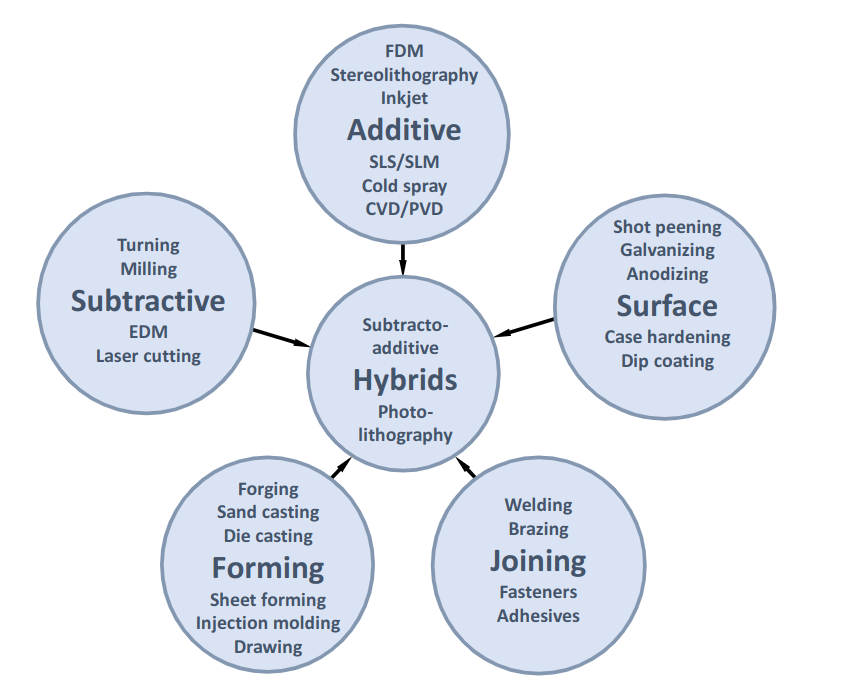 FDM
Stereolithography
Inkjet
Additive
SLS/SLM
Cold spray
CVD/PVD
Turning
Milling
Subtractive
EDM
Laser cutting
Shot peening
Galvanizing
Anodizing
Surface
Case hardening
Dip coating
Subtracto-
additive
Hybrids
Photo-
lithography
Forging
Sand casting
Die casting
Forming
Sheet forming
Injection molding
Drawing
Welding
Brazing
Joining
Fasteners
Adhesives